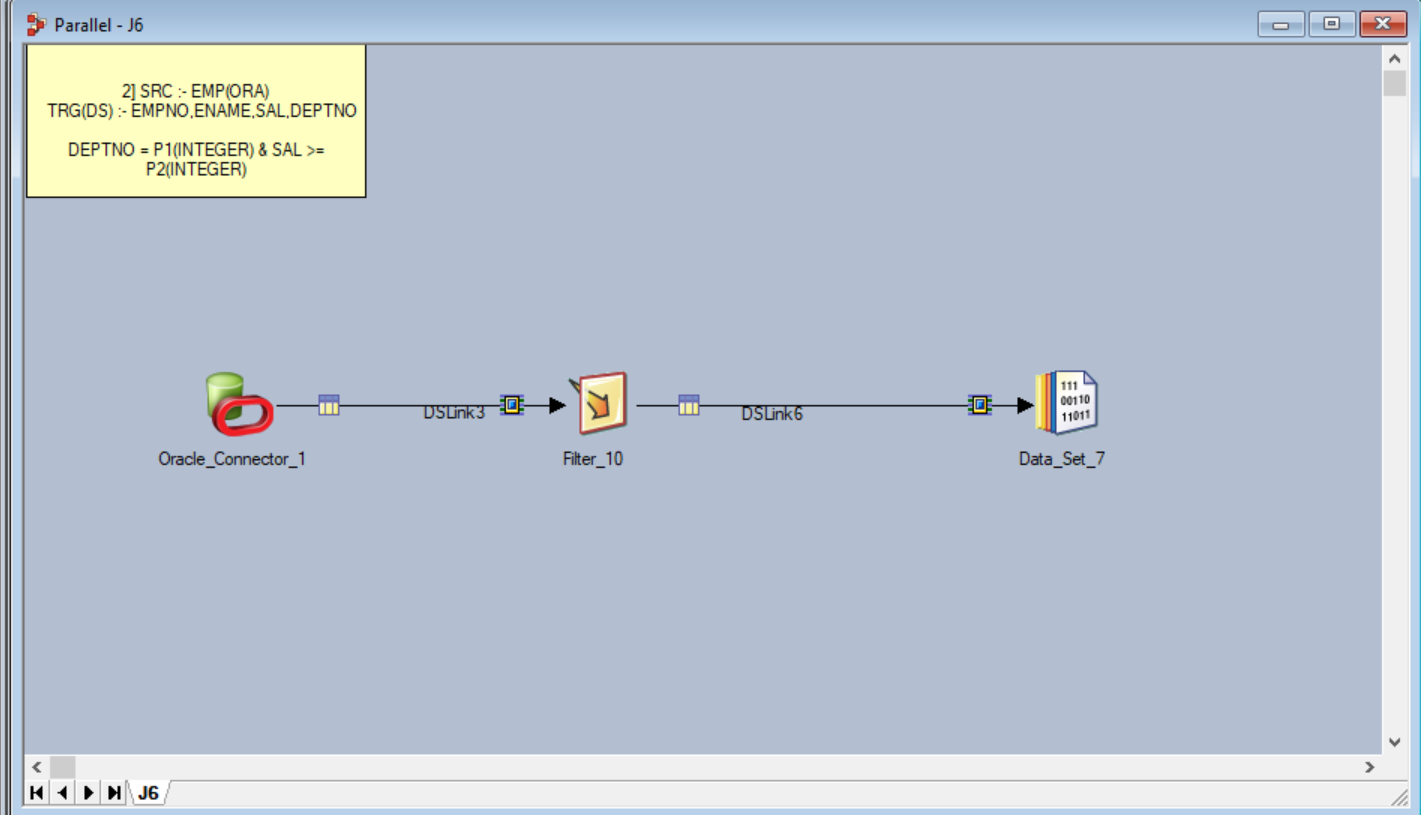 Parallel - J6
2] SRC :- EMP(ORA)
TRG(DS) :- EMPNO,ENAME,SAL,DEPTNO
DEPTNO = P1(INTEGER) & SAL >=
P2(INTEGER)
DSLink3
DSLink6
111
00110
11011
Oracle_Connector_1
Filter_10
Data_Set_7
J6